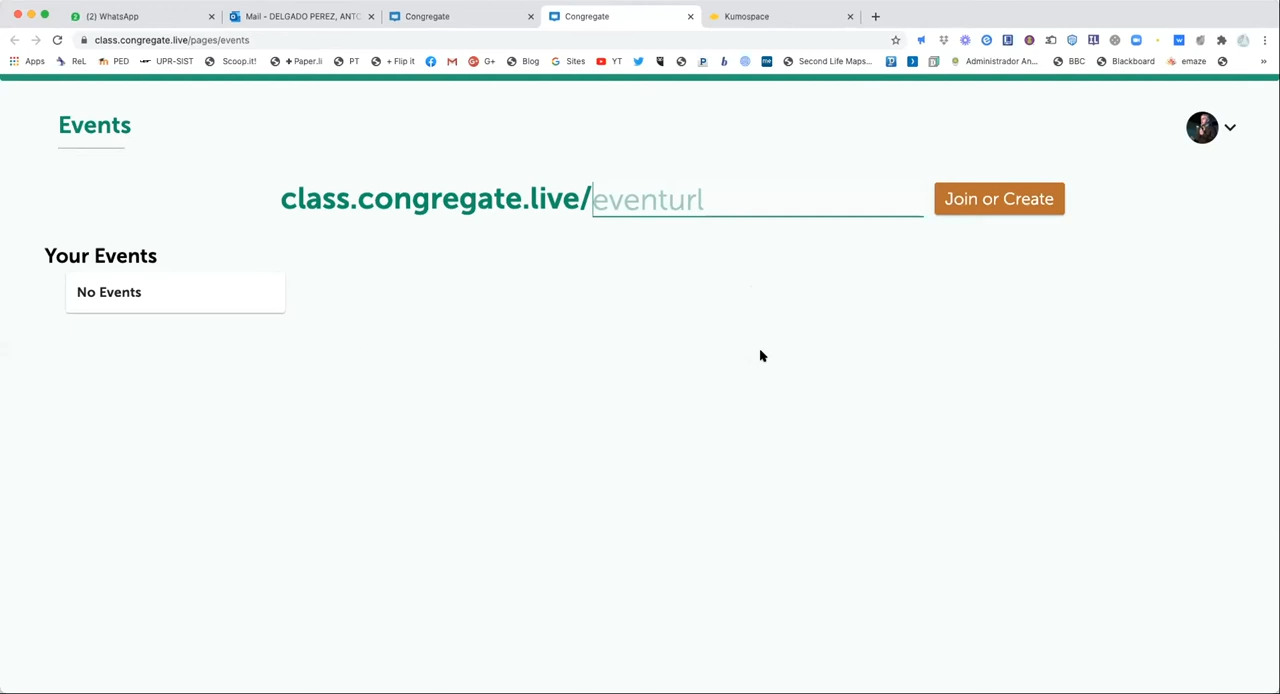 (2) WhatsApp
Mail - DELGADO PEREZ, ANTO
Congregate
Congregate
Kumospace
class.congregate.live/pages/events
Apps ReL PED UPR-SIST Scoop.it! + Paper.li PT + Flip it G+ Blog Sites YT Second Life Maps... Administrador An... BBC Blackboard emaze »
Events
class.congregate.live/eventurl Join or Create
Your Events
No Events